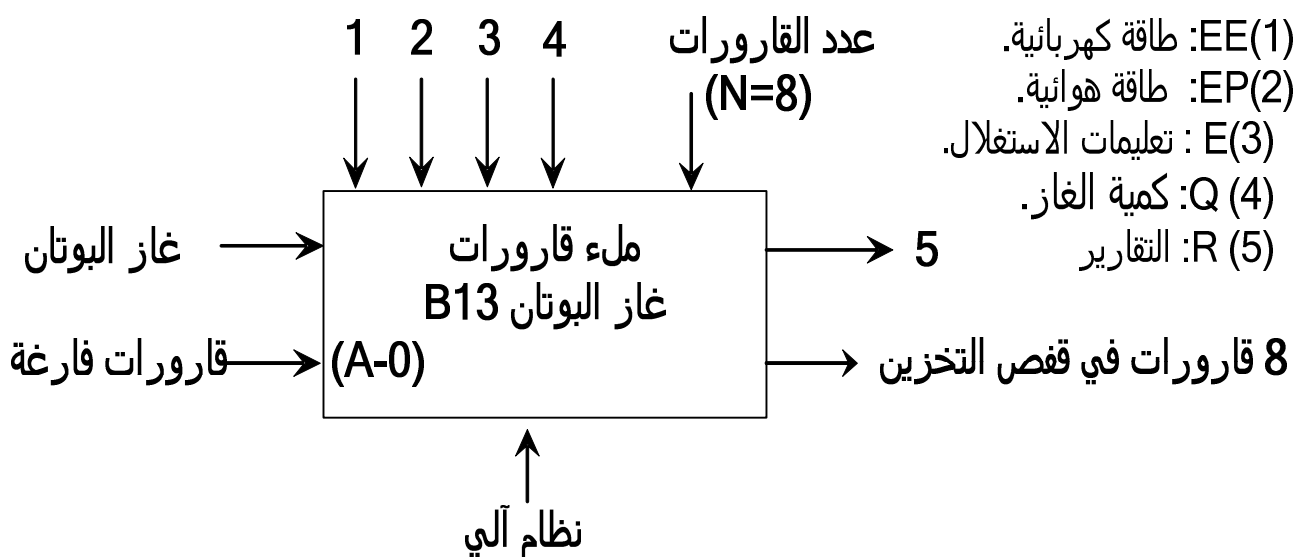 1 2 3 4
عدد القارورات
(N=8)
EE(1): طاقة كهربائية.
EP(2): طاقة هوائية.
E(3) : تعليمات الاستغلال.
Q (4): كمية الغاز.
R (5): التقارير
غاز البوتان
ملء قارورات
غاز البوتان B13
5
قارورات فارغة
(A-0)
8 قارورات في قفص التخزين
نظام آلي